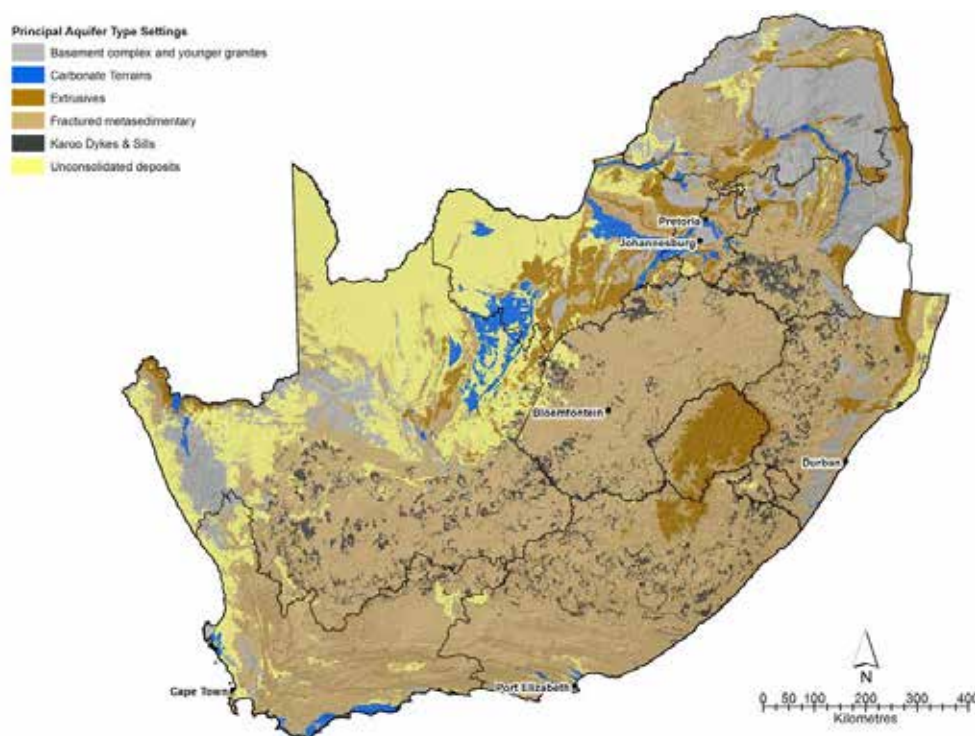 Principal Aquifer Type Settings
Basement complex and younger granites
Carbonate Terrains
Extrusives
Fractured metasedimentary
Karoo Dykes & Sills
Unconsolidated deposits
Pretoria
Johannesburg
Bloemfontein
Durban
Cape Town
Port Elizabeth
N
0 50 100 200 300 400
Kilometres